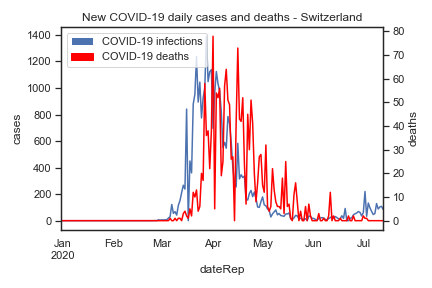 New COVID-19 daily cases and deaths - Switzerland
COVID-19 infections
COVID-19 deaths
1400
1200
1000
800
600
400
200
0
cases
80
70
60
50
40
30
20
10
0
deaths
Jan Feb Mar Apr May Jun Jul
2020
dateRep